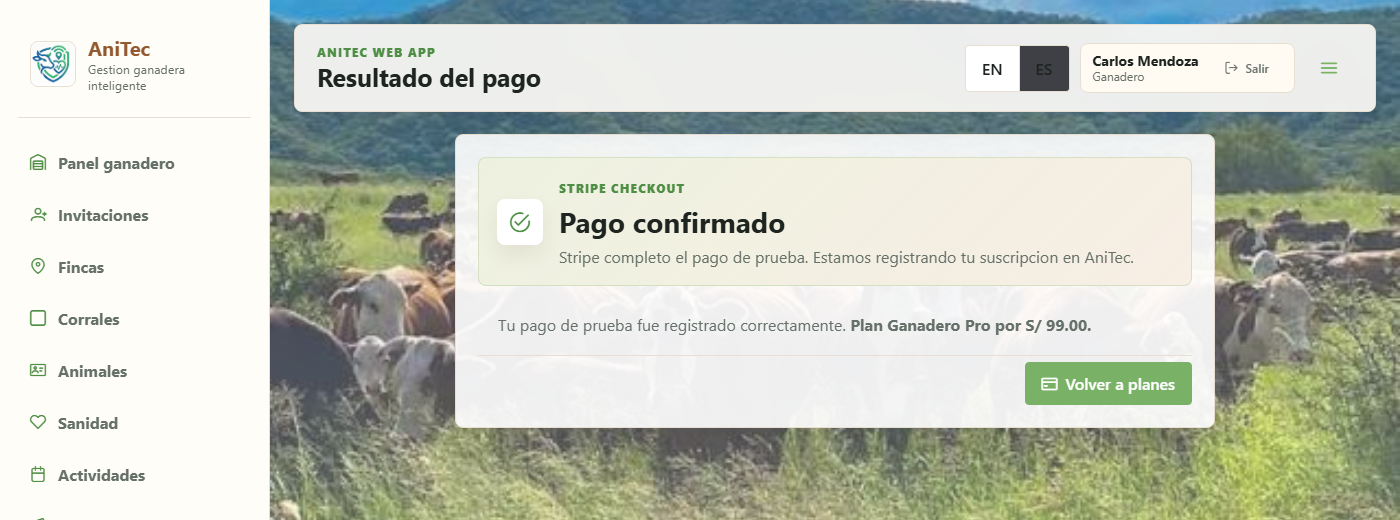 AniTec
Gestion ganadera
inteligente
Panel ganadero
Invitaciones
Fincas
Corrales
Animales
Sanidad
Actividades
ANITEC WEB APP
Resultado del pago
EN
ES
Carlos Mendoza
Ganadero
Salir
STRIPE CHECKOUT
Pago confirmado
Stripe completo el pago de prueba. Estamos registrando tu suscripcion en AniTec.
Tu pago de prueba fue registrado correctamente. Plan Ganadero Pro por S/ 99.00.
Volver a planes